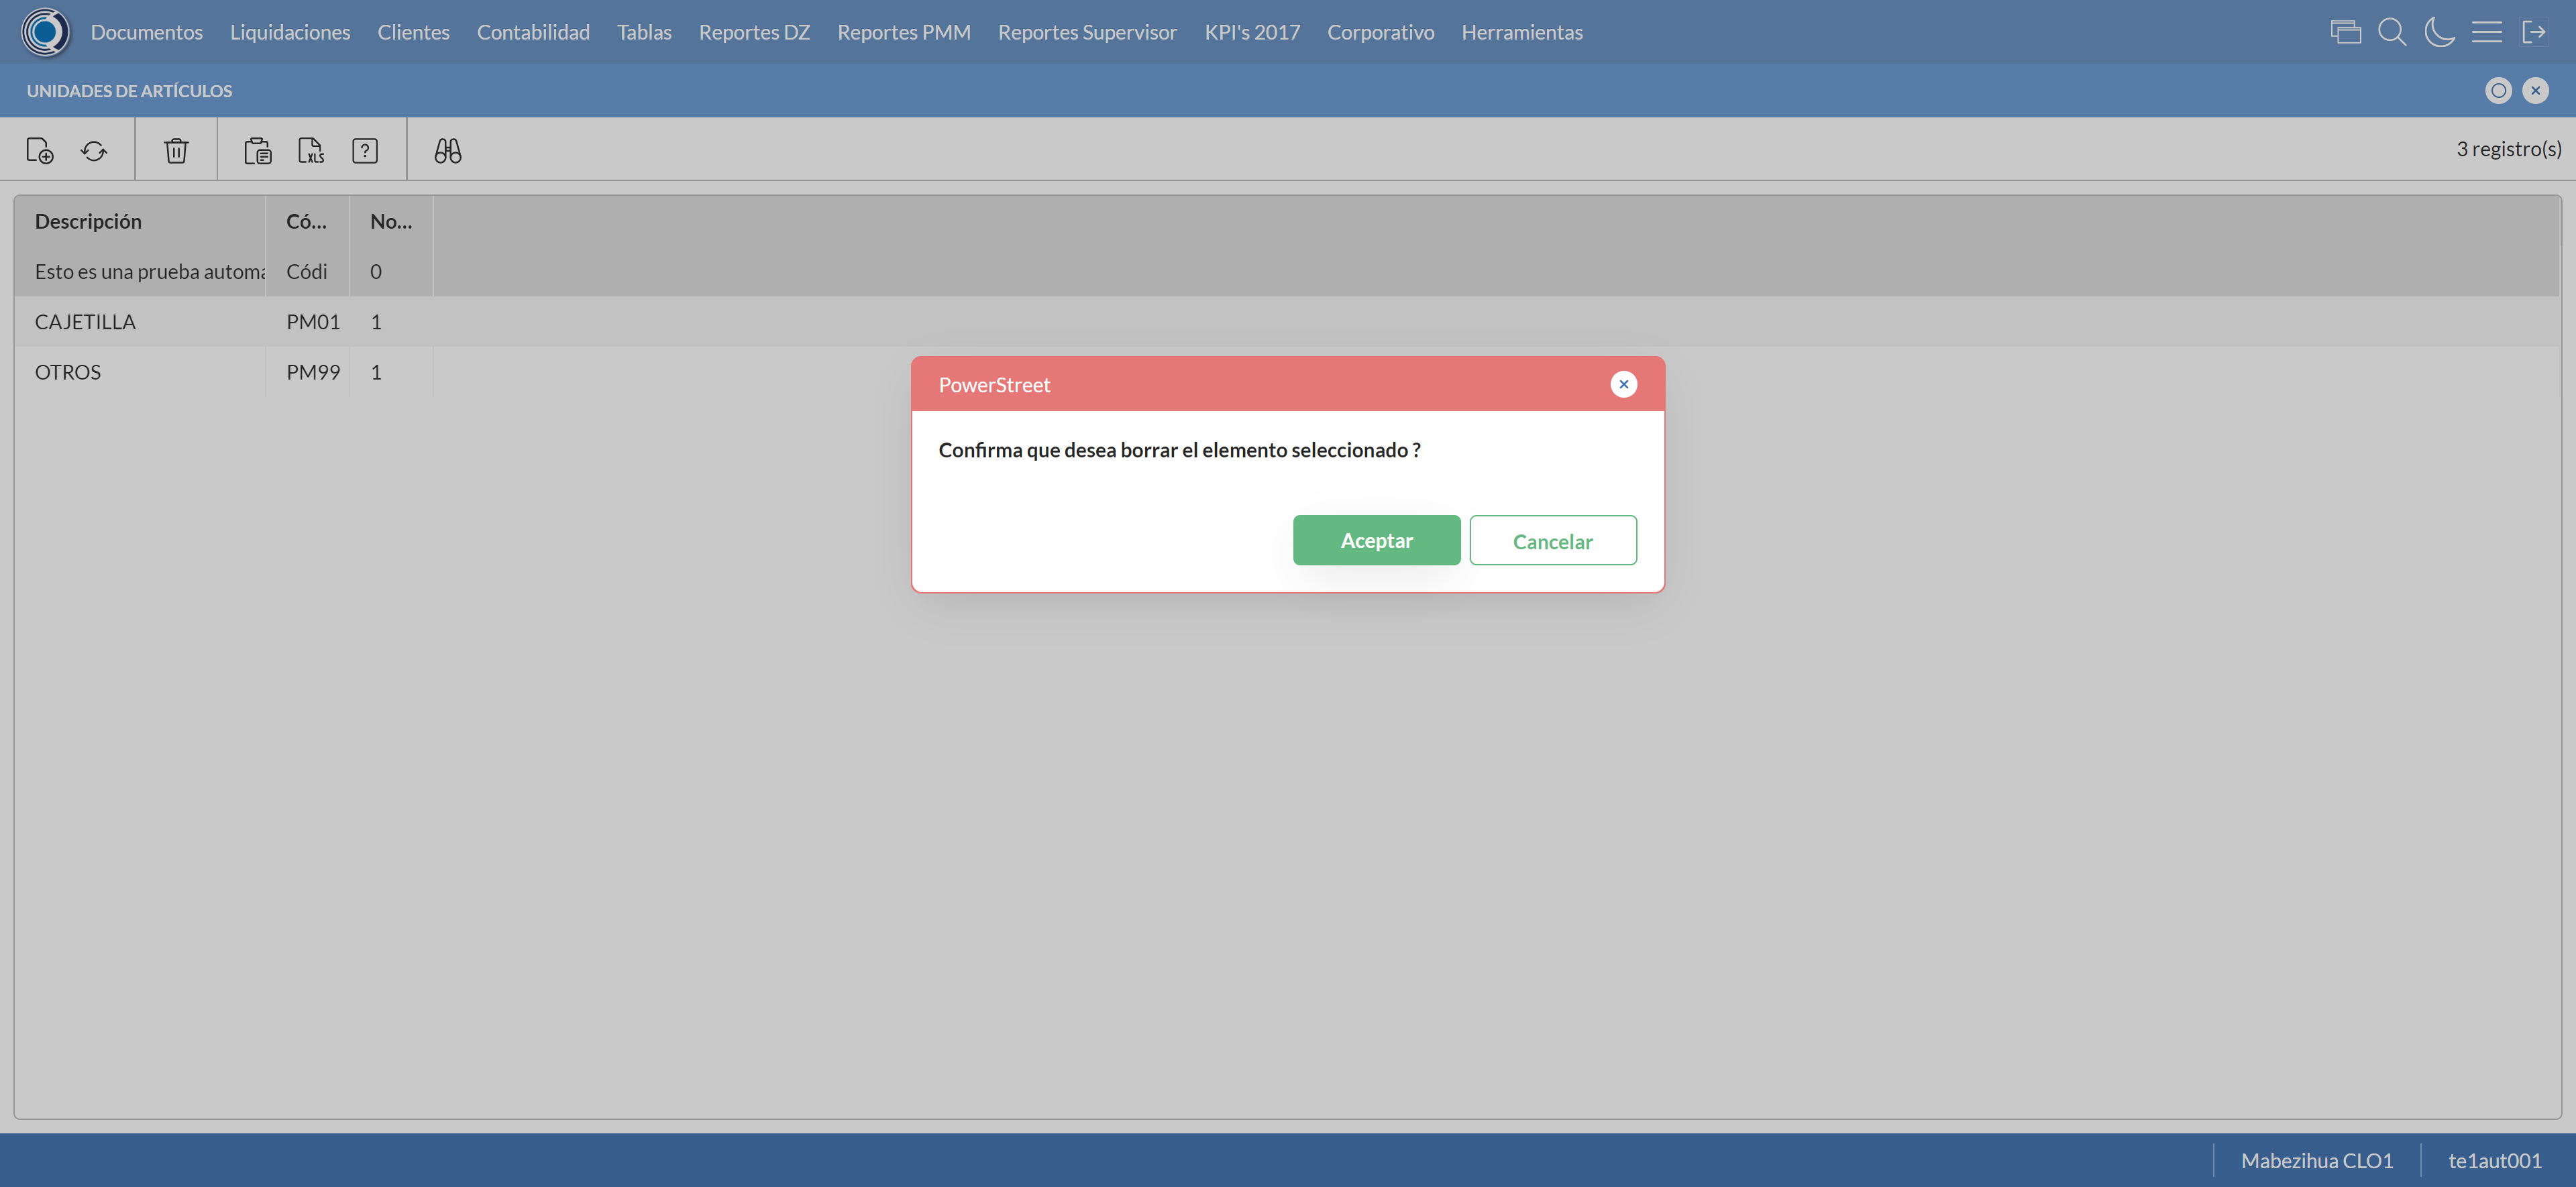 Documentos Liquidaciones Clientes Contabilidad Tablas Reportes DZ Reportes PMM Reportes Supervisor KPI's 2017 Corporativo Herramientas
UNIDADES DE ARTÍCULOS
XLS ? 3 registro(s)
Descripción Có... No...
Esto es una prueba automa Códi 0
CAJETILLA PM01 1
OTROS PM99 1
PowerStreet
Confirma que desea borrar el elemento seleccionado ?
Aceptar Cancelar
Mabezihua CLO1 te1aut001